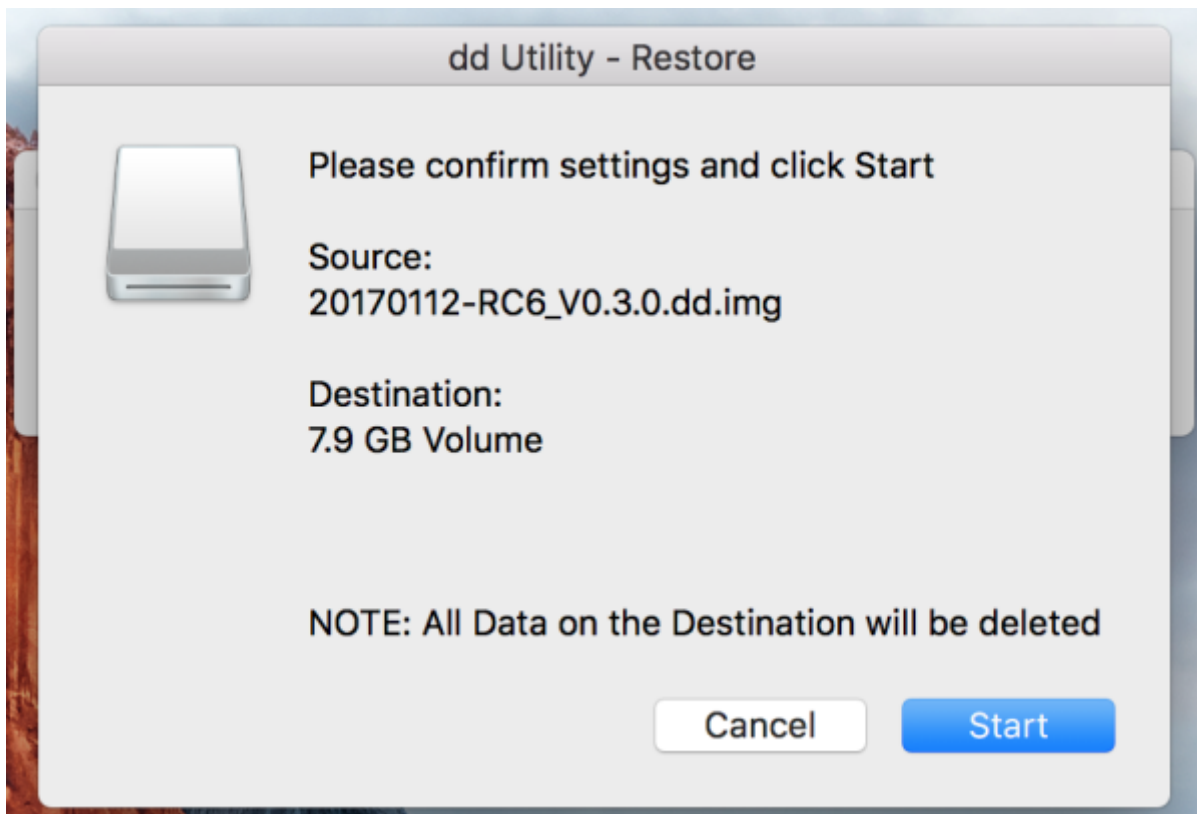 dd Utility - Restore
Please confirm settings and click Start
Source:
20170112-RC6_V0.3.0.dd.img
Destination:
7.9 GB Volume
NOTE: All Data on the Destination will be deleted
Cancel
Start